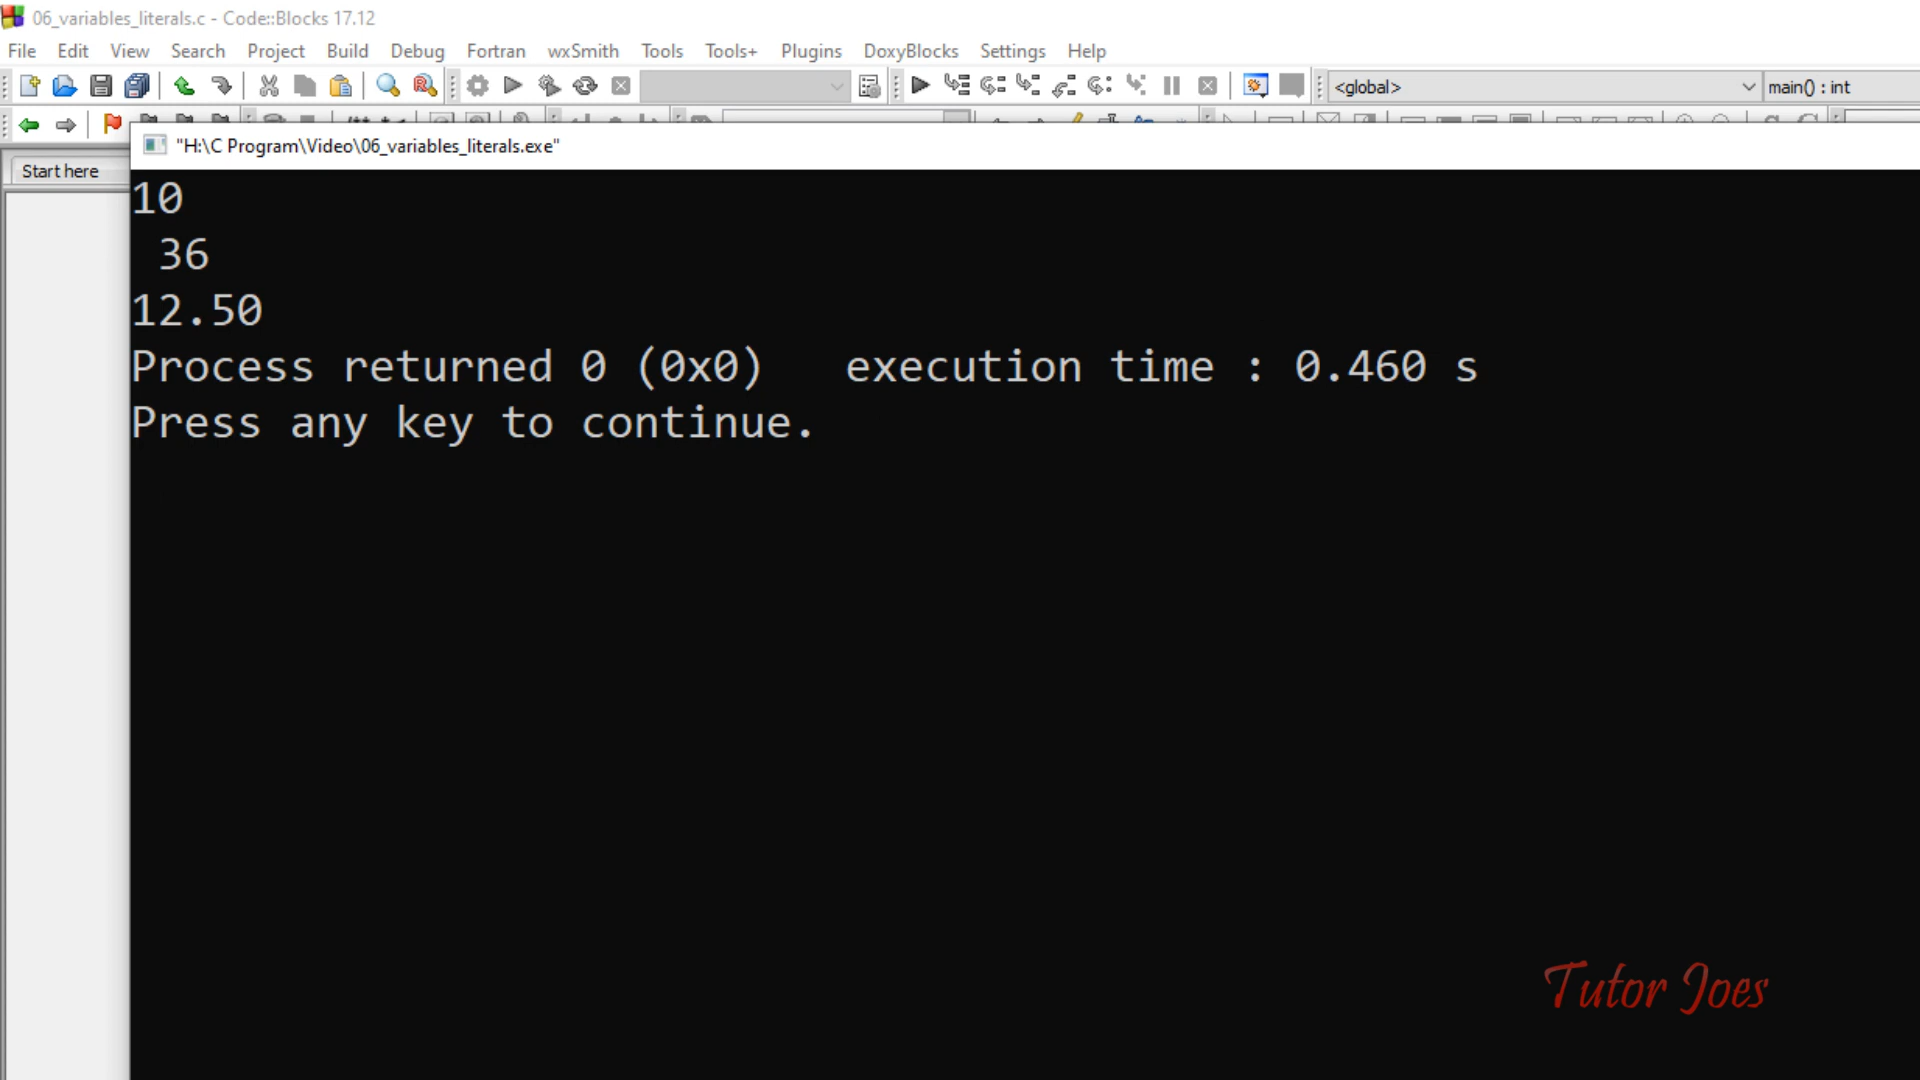 06_variables_literals.c - Code::Blocks 17.12
File Edit View Search Project Build Debug Fortran wxSmith Tools Tools+ Plugins DoxyBlocks Settings Help
<global> main() : int
"H:\C Program\Video\06_variables_literals.exe"
Start here
10
 36
12.50
Process returned 0 (0x0)   execution time : 0.460 s
Press any key to continue.
Tutor Joes